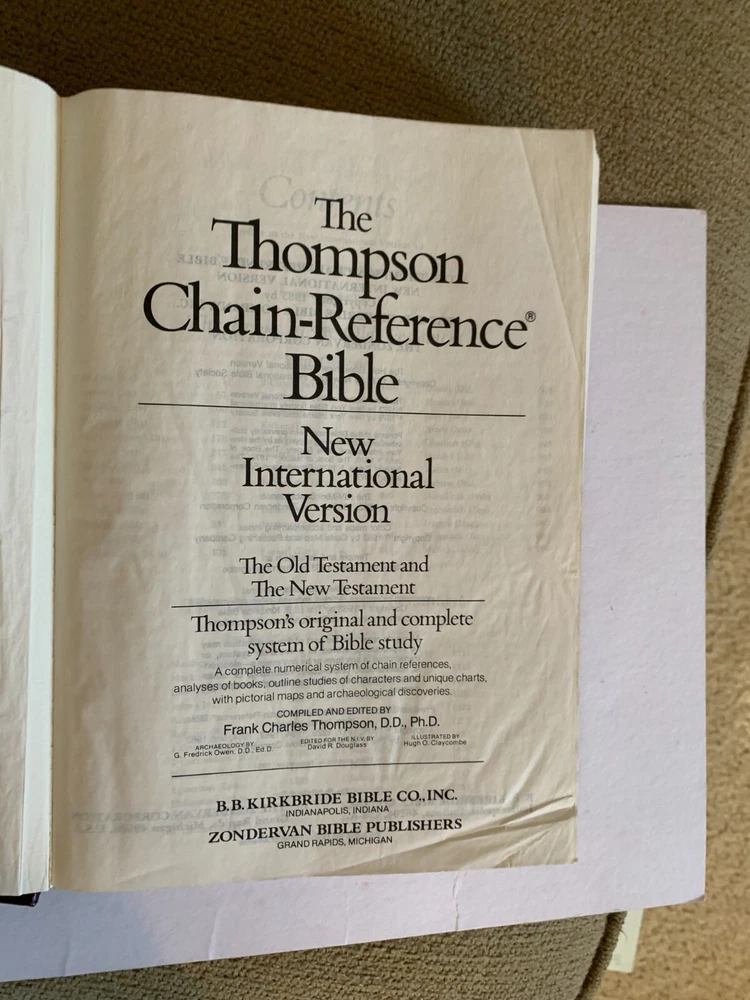 The
Thompson
Chain-Reference®
Bible
New
International
Version
The Old Testament and
The New Testament
Thompson's original and complete
system of Bible study
A complete numerical system of chain references,
analyses of books, outline studies of characters and unique charts,
with pictorial maps and archaeological discoveries.
COMPILED AND EDITED BY
Frank Charles Thompson, D.D., Ph.D.
ARCHAEOLOGY BY
G. Fredrick Owen, D.D., Ed.D.
EDITED FOR THE N.I.V. BY
David R. Douglass
ILLUSTRATED BY
Hugh O. Claycombe
B.B. KIRKBRIDE BIBLE CO., INC.
INDIANAPOLIS, INDIANA
ZONDERVAN BIBLE PUBLISHERS
GRAND RAPIDS, MICHIGAN